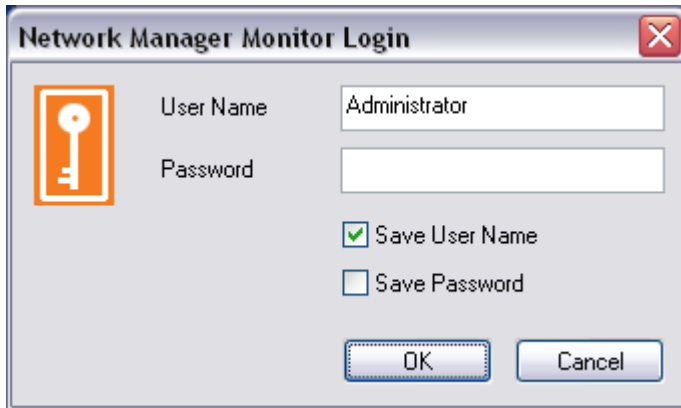 Network Manager Monitor Login
User Name
Administrator
Password
Save User Name
Save Password
OK
Cancel